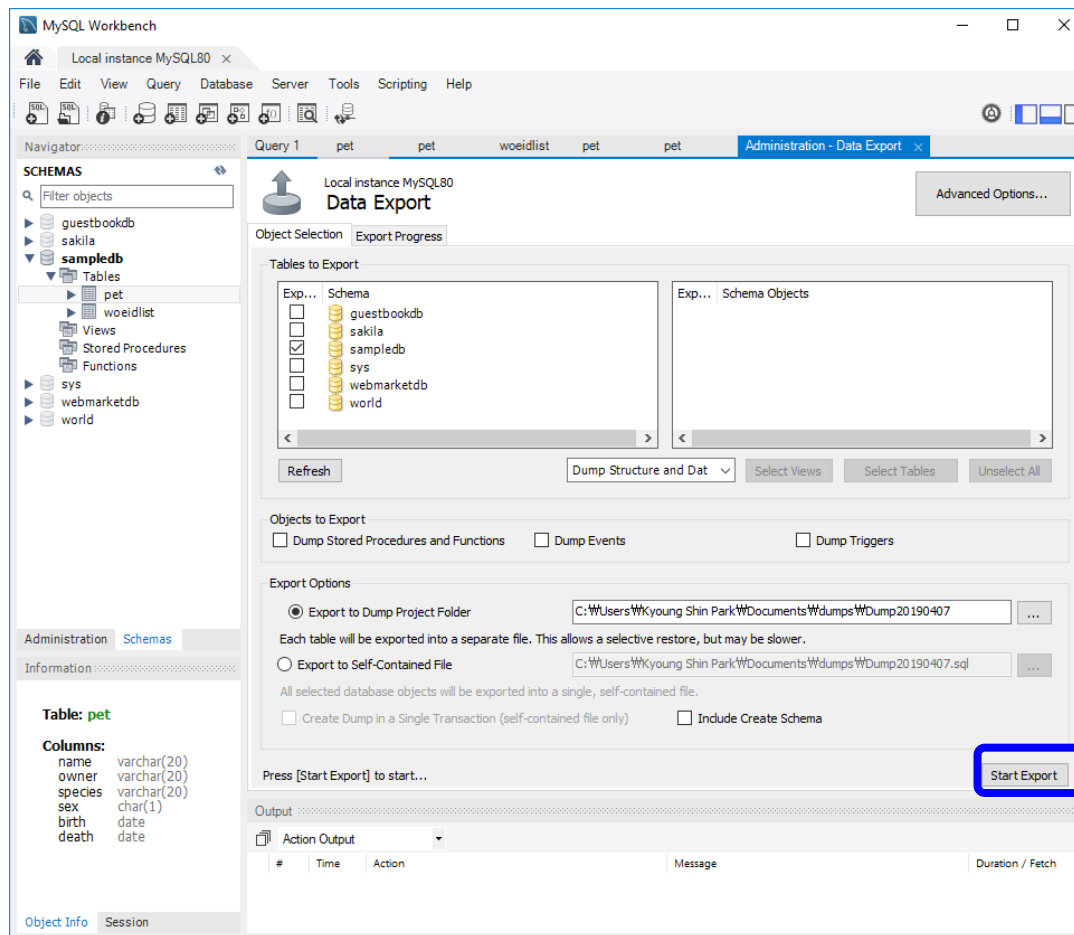 MySQL Workbench
Local instance MySQL80
File Edit View Query Database Server Tools Scripting Help
Navigator
SCHEMAS
Filter objects
guestbookdb
sakila
sampledb
Tables
pet
woeidlist
Views
Stored Procedures
Functions
sys
webmarketdb
world
Administration Schemas
Information
Table: pet
Columns:
name varchar(20)
owner varchar(20)
species varchar(20)
sex char(1)
birth date
death date
Object Info Session
Query 1 pet pet woeidlist pet pet Administration - Data Export
Local instance MySQL80
Data Export
Advanced Options...
Object Selection Export Progress
Tables to Export
Exp... Schema
guestbookdb
sakila
sampledb
sys
webmarketdb
world
Exp... Schema Objects
Refresh Dump Structure and Dat Select Views Select Tables Unselect All
Objects to Export
Dump Stored Procedures and Functions Dump Events Dump Triggers
Export Options
Export to Dump Project Folder C:₩Users₩Kyoung Shin Park₩Documents₩dumps₩Dump20190407 ...
Each table will be exported into a separate file. This allows a selective restore, but may be slower.
Export to Self-Contained File C:₩Users₩Kyoung Shin Park₩Documents₩dumps₩Dump20190407.sql ...
All selected database objects will be exported into a single, self-contained file.
Create Dump in a Single Transaction (self-contained file only) Include Create Schema
Press [Start Export] to start... Start Export
Output
Action Output
# Time Action Message Duration / Fetch